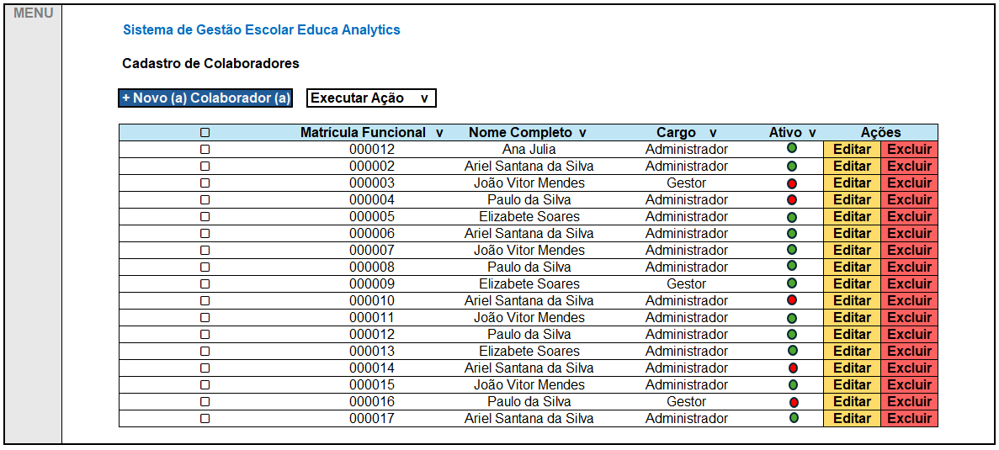 MENU
Sistema de Gestão Escolar Educa Analytics
Cadastro de Colaboradores
+ Novo (a) Colaborador (a) Executar Ação v
Matrícula Funcional v Nome Completo v Cargo v Ativo v Ações
000012 Ana Julia Administrador Editar Excluir
000002 Ariel Santana da Silva Administrador Editar Excluir
000003 João Vitor Mendes Gestor Editar Excluir
000004 Paulo da Silva Administrador Editar Excluir
000005 Elizabete Soares Administrador Editar Excluir
000006 Ariel Santana da Silva Administrador Editar Excluir
000007 João Vitor Mendes Administrador Editar Excluir
000008 Paulo da Silva Administrador Editar Excluir
000009 Elizabete Soares Gestor Editar Excluir
000010 Ariel Santana da Silva Administrador Editar Excluir
000011 João Vitor Mendes Administrador Editar Excluir
000012 Paulo da Silva Administrador Editar Excluir
000013 Elizabete Soares Administrador Editar Excluir
000014 Ariel Santana da Silva Administrador Editar Excluir
000015 João Vitor Mendes Administrador Editar Excluir
000016 Paulo da Silva Gestor Editar Excluir
000017 Ariel Santana da Silva Administrador Editar Excluir